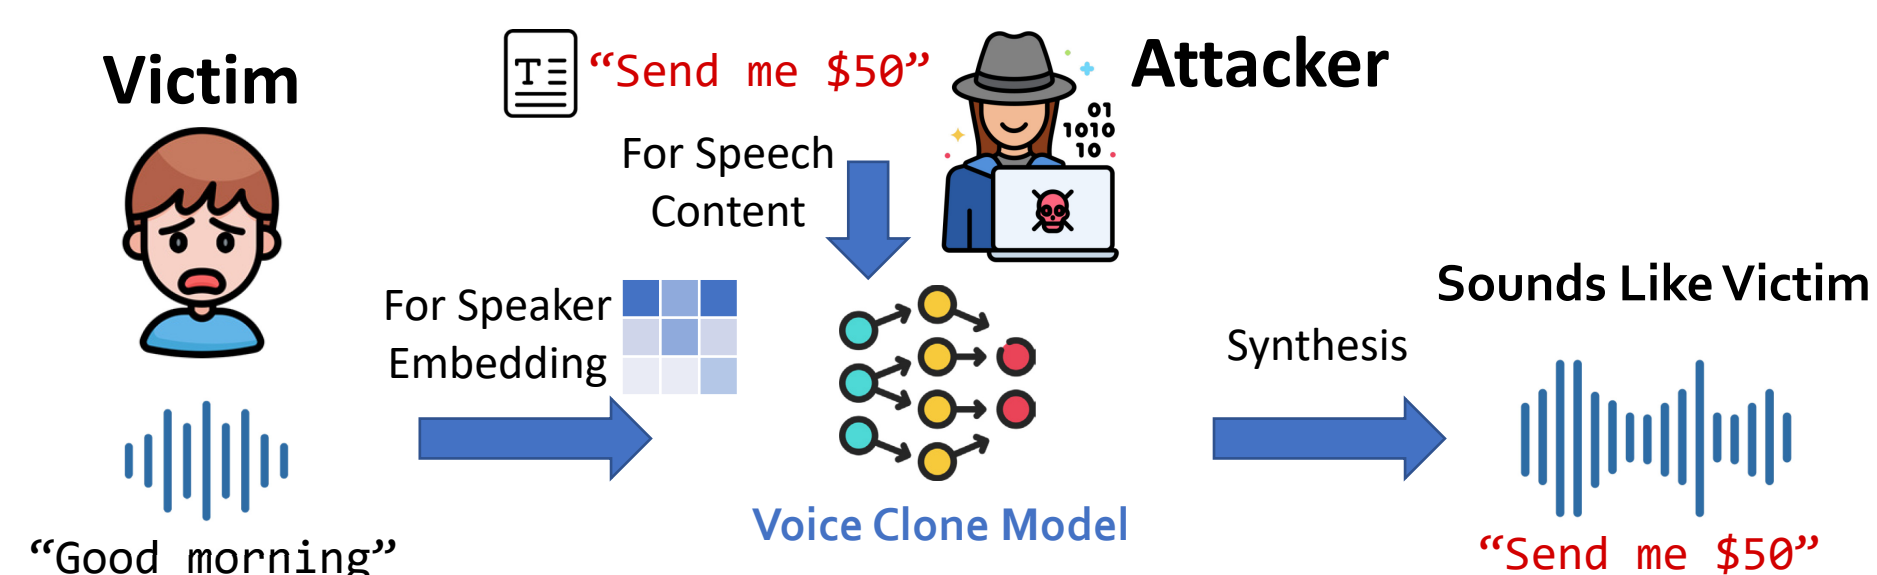 Victim
"Good morning"
For Speaker
Embedding
T
“Send me $50”
For Speech
Content
Attacker
01
1010
10
Voice Clone Model
Synthesis
Sounds Like Victim
“Send me $50”